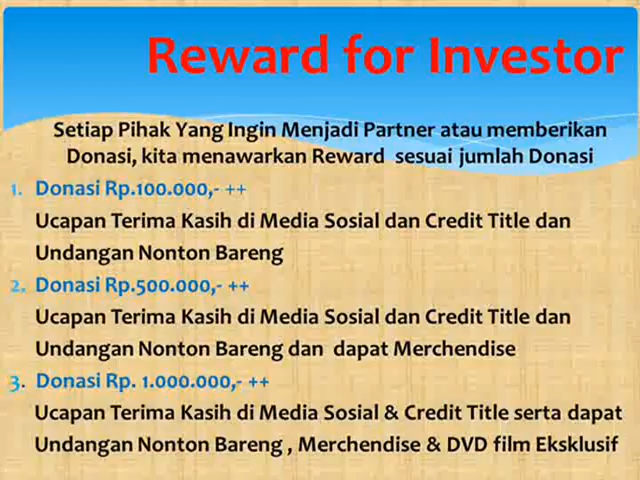 Reward for Investor
Setiap Pihak Yang Ingin Menjadi Partner atau memberikan
Donasi, kita menawarkan Reward sesuai jumlah Donasi
1. Donasi Rp.100.000,- ++
Ucapan Terima Kasih di Media Sosial dan Credit Title dan
Undangan Nonton Bareng
2. Donasi Rp.500.000,- ++
Ucapan Terima Kasih di Media Sosial dan Credit Title dan
Undangan Nonton Bareng dan dapat Merchendise
3. Donasi Rp. 1.000.000,- ++
Ucapan Terima Kasih di Media Sosial & Credit Title serta dapat
Undangan Nonton Bareng , Merchendise & DVD film Eksklusif